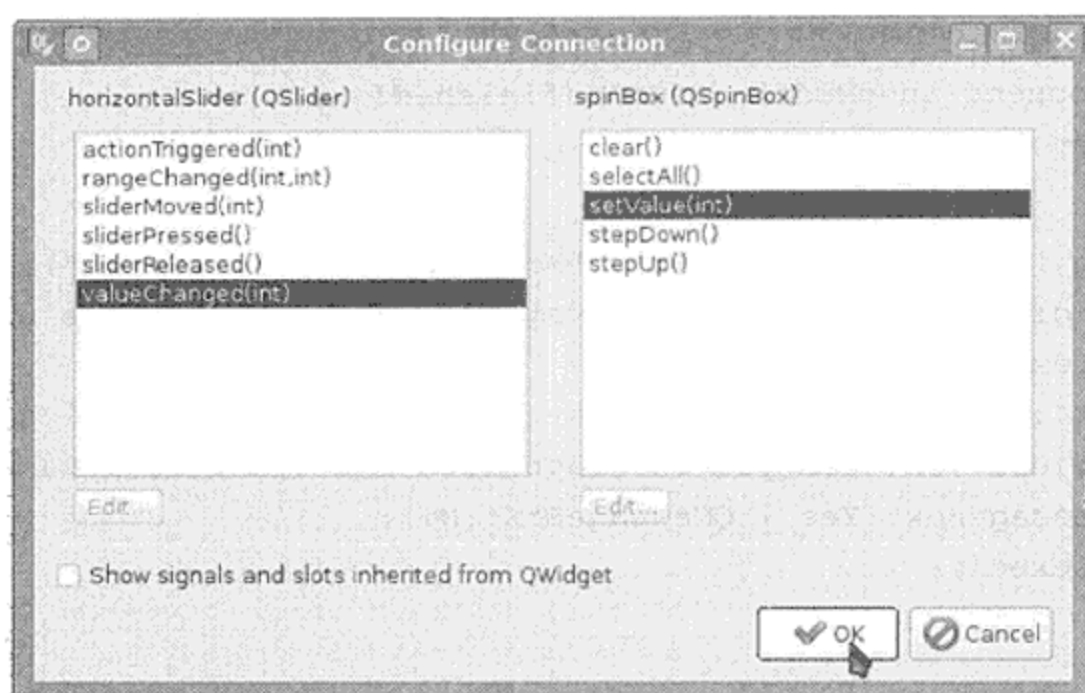 Configure Connection
horizontalSlider (QSlider)
spinBox (QSpinBox)
actionTriggered(int)
rangeChanged(int,int)
sliderMoved(int)
sliderPressed()
sliderReleased()
valueChanged(int)
clear()
selectAll()
setValue(int)
stepDown()
stepUp()
Edit...
Edit...
Show signals and slots inherited from QWidget
OK
Cancel